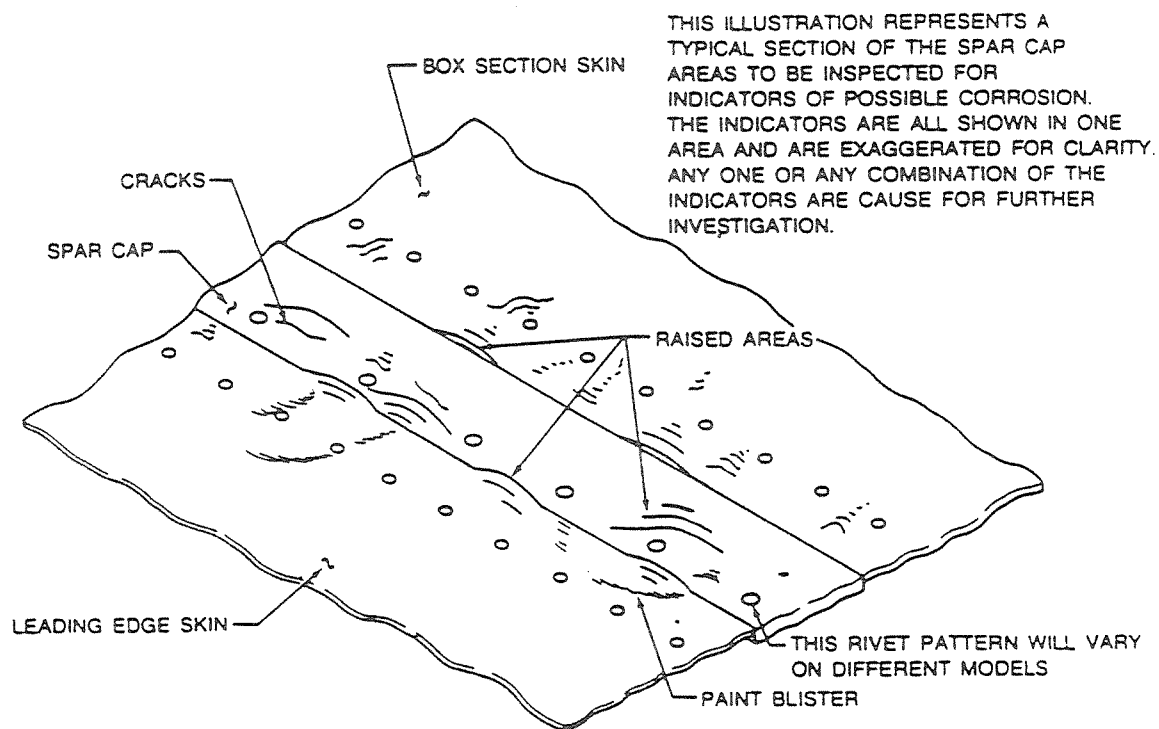 THIS ILLUSTRATION REPRESENTS A
TYPICAL SECTION OF THE SPAR CAP
AREAS TO BE INSPECTED FOR
INDICATORS OF POSSIBLE CORROSION.
THE INDICATORS ARE ALL SHOWN IN ONE
AREA AND ARE EXAGGERATED FOR CLARITY.
ANY ONE OR ANY COMBINATION OF THE
INDICATORS ARE CAUSE FOR FURTHER
INVESTIGATION.
BOX SECTION SKIN
CRACKS
SPAR CAP
RAISED AREAS
LEADING EDGE SKIN
THIS RIVET PATTERN WILL VARY
ON DIFFERENT MODELS
PAINT BLISTER